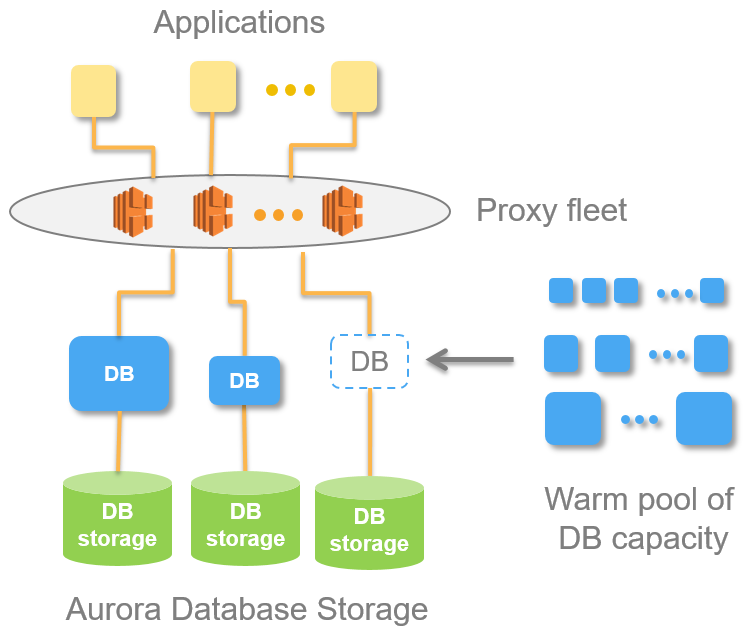 Applications
Proxy fleet
DB
DB
DB
DB
storage
DB
storage
DB
storage
Warm pool of
DB capacity
Aurora Database Storage